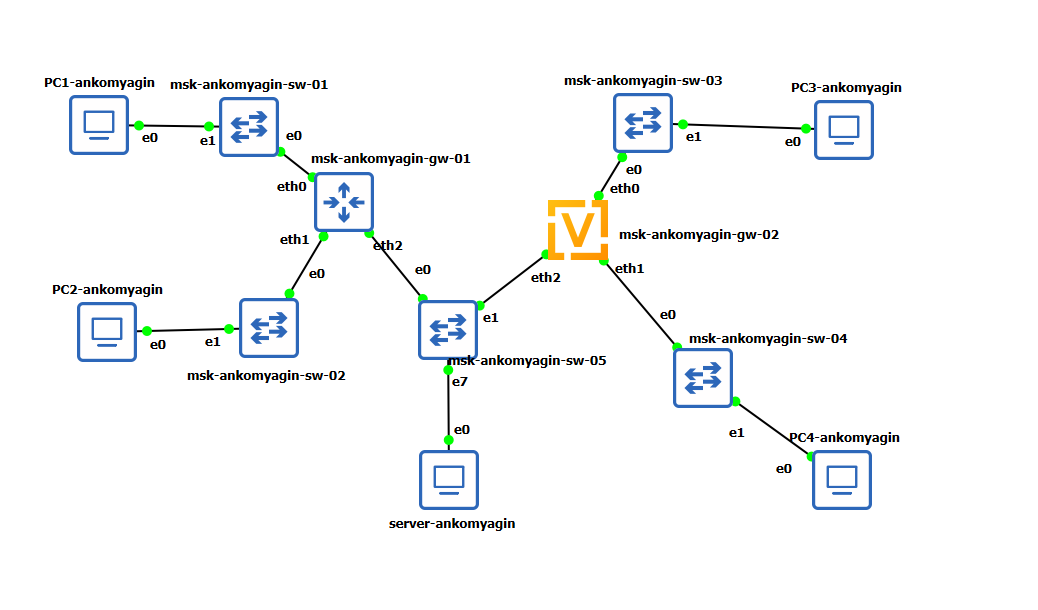 PC1-ankomyagin
msk-ankomyagin-sw-01
e0
e1
e0
msk-ankomyagin-gw-01
eth0
eth1
eth2
e0
e0
PC2-ankomyagin
e0
e1
msk-ankomyagin-sw-02
msk-ankomyagin-sw-03
PC3-ankomyagin
e1
e0
e0
eth0
V
msk-ankomyagin-gw-02
eth2
eth1
e1
e0
msk-ankomyagin-sw-04
msk-ankomyagin-sw-05
e7
e0
server-ankomyagin
e1
PC4-ankomyagin
e0